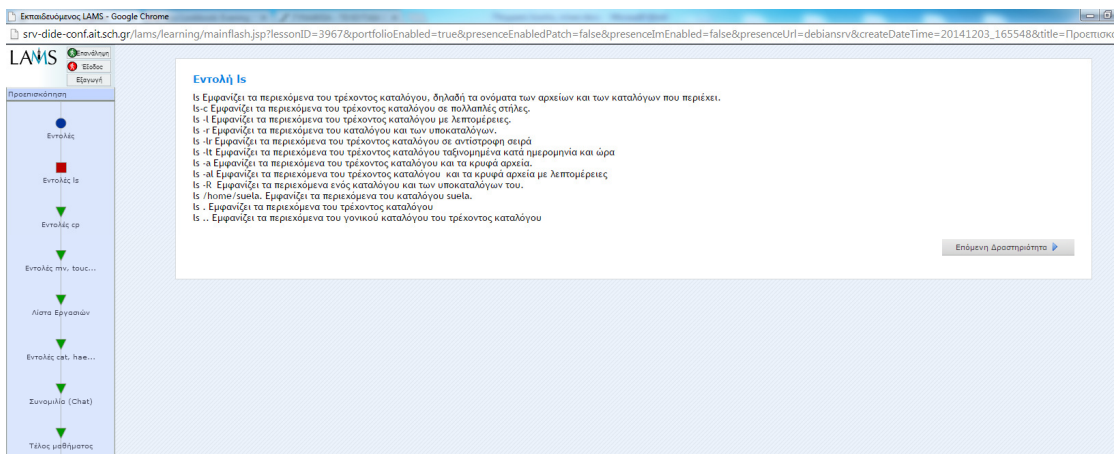 Εκπαιδευόμενος LAMS - Google Chrome
srv-dide-conf.ait.sch.gr/lams/learning/mainflash.jsp?lessonID=3967&portfolioEnabled=true&presenceEnabledPatch=false&presenceImEnabled=false&presenceUrl=debiansrv&createDateTime=20141203_165548&title=Προεπισκό
LAMS
Επανάληψη
Έξοδος
Εξαγωγή
Προεπισκόπηση
Εντολές
Εντολές ls
Εντολές cp
Εντολές mv, touc...
Λίστα Εργασιών
Εντολές cat, hae...
Συνομιλία (Chat)
Τέλος μαθήματος
Εντολή ls
ls Εμφανίζει τα περιεχόμενα του τρέχοντος καταλόγου, δηλαδή τα ονόματα των αρχείων και των καταλόγων που περιέχει.
ls-c Εμφανίζει τα περιεχόμενα του τρέχοντος καταλόγου σε πολλαπλές στήλες.
ls -l Εμφανίζει τα περιεχόμενα του τρέχοντος καταλόγου με λεπτομέρειες.
ls -r Εμφανίζει τα περιεχόμενα του καταλόγου και των υποκαταλόγων.
ls -lr Εμφανίζει τα περιεχόμενα του τρέχοντος καταλόγου σε αντίστροφη σειρά
ls -lt Εμφανίζει τα περιεχόμενα του τρέχοντος καταλόγου ταξινομημένα κατά ημερομηνία και ώρα
ls -a Εμφανίζει τα περιεχόμενα του τρέχοντος καταλόγου και τα κρυφά αρχεία.
ls -al Εμφανίζει τα περιεχόμενα του τρέχοντος καταλόγου και τα κρυφά αρχεία με λεπτομέρειες
ls -R Εμφανίζει τα περιεχόμενα ενός καταλόγου και των υποκαταλόγων του.
ls /home/suela. Εμφανίζει τα περιεχόμενα του καταλόγου suela.
ls . Εμφανίζει τα περιεχόμενα του τρέχοντος καταλόγου
ls .. Εμφανίζει τα περιεχόμενα του γονικού καταλόγου του τρέχοντος καταλόγου
Επόμενη Δραστηριότητα